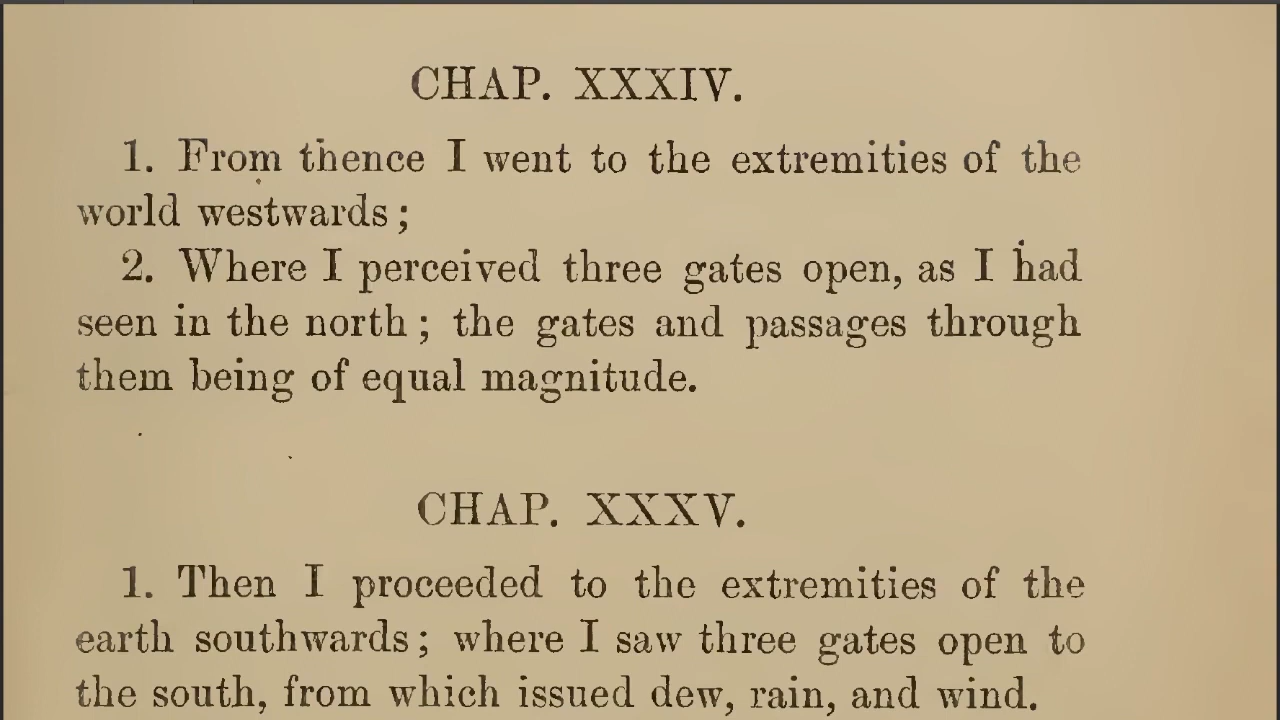 CHAP. XXXIV.
1. From thence I went to the extremities of the
world westwards;
2. Where I perceived three gates open, as I had
seen in the north; the gates and passages through
them being of equal magnitude.
CHAP. XXXV.
1. Then I proceeded to the extremities of the
earth southwards; where I saw three gates open to
the south, from which issued dew, rain, and wind.